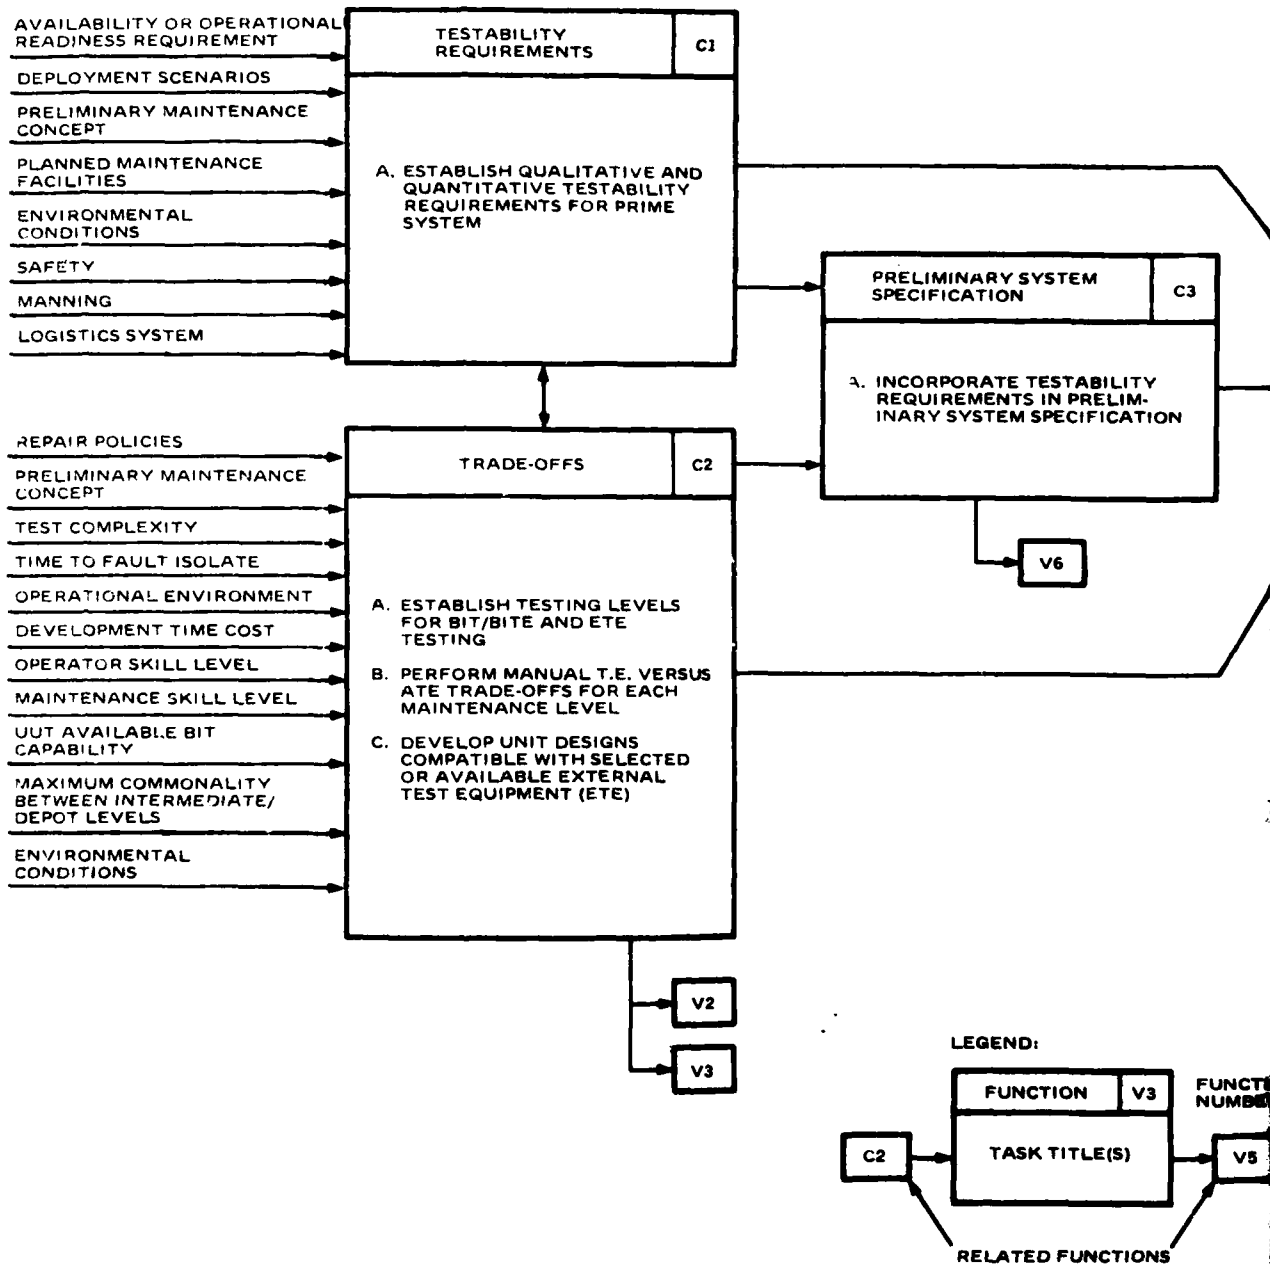 AVAILABILITY OR OPERATIONAL
READINESS REQUIREMENT
DEPLOYMENT SCENARIOS
PRELIMINARY MAINTENANCE
CONCEPT
PLANNED MAINTENANCE
FACILITIES
ENVIRONMENTAL
CONDITIONS
SAFETY
MANNING
LOGISTICS SYSTEM
TESTABILITY
REQUIREMENTS
C1
A. ESTABLISH QUALITATIVE AND
QUANTITATIVE TESTABILITY
REQUIREMENTS FOR PRIME
SYSTEM
PRELIMINARY SYSTEM
SPECIFICATION
C3
INCORPORATE TESTABILITY
REQUIREMENTS IN PRELIM-
INARY SYSTEM SPECIFICATION
V6
REPAIR POLICIES
PRELIMINARY MAINTENANCE
CONCEPT
TEST COMPLEXITY
TIME TO FAULT ISOLATE
OPERATIONAL ENVIRONMENT
DEVELOPMENT TIME COST
OPERATOR SKILL LEVEL
MAINTENANCE SKILL LEVEL
UUT AVAILABLE BIT
CAPABILITY
MAXIMUM COMMONALITY
BETWEEN INTERMEDIATE/
DEPOT LEVELS
ENVIRONMENTAL
CONDITIONS
TRADE-OFFS
C2
A. ESTABLISH TESTING LEVELS
FOR BIT/BITE AND ETE
TESTING
B. PERFORM MANUAL T.E. VERSUS
ATE TRADE-OFFS FOR EACH
MAINTENANCE LEVEL
C. DEVELOP UNIT DESIGNS
COMPATIBLE WITH SELECTED
OR AVAILABLE EXTERNAL
TEST EQUIPMENT (ETE)
V2
V3
LEGEND:
FUNCTION
V3
C2
TASK TITLE(S)
V5
RELATED FUNCTIONS